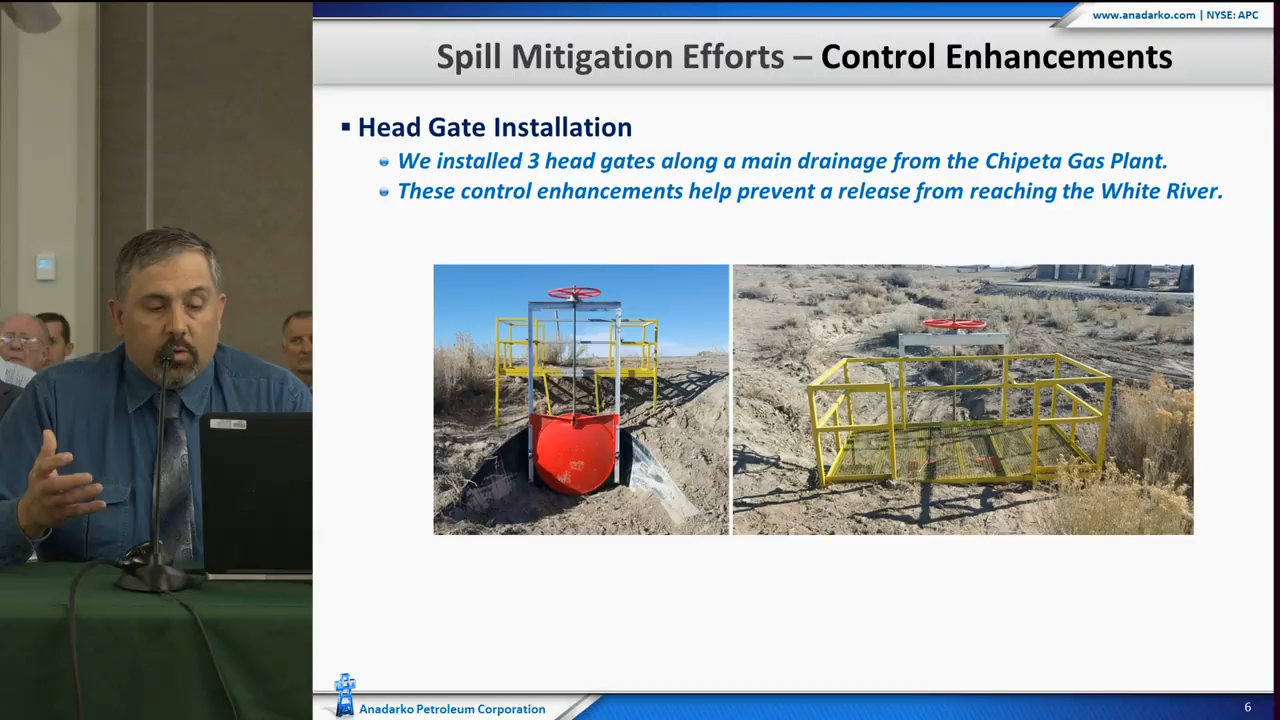 www.anadarko.com | NYSE: APC
Spill Mitigation Efforts – Control Enhancements
Head Gate Installation
We installed 3 head gates along a main drainage from the Chipeta Gas Plant.
These control enhancements help prevent a release from reaching the White River.
Anadarko Petroleum Corporation
6